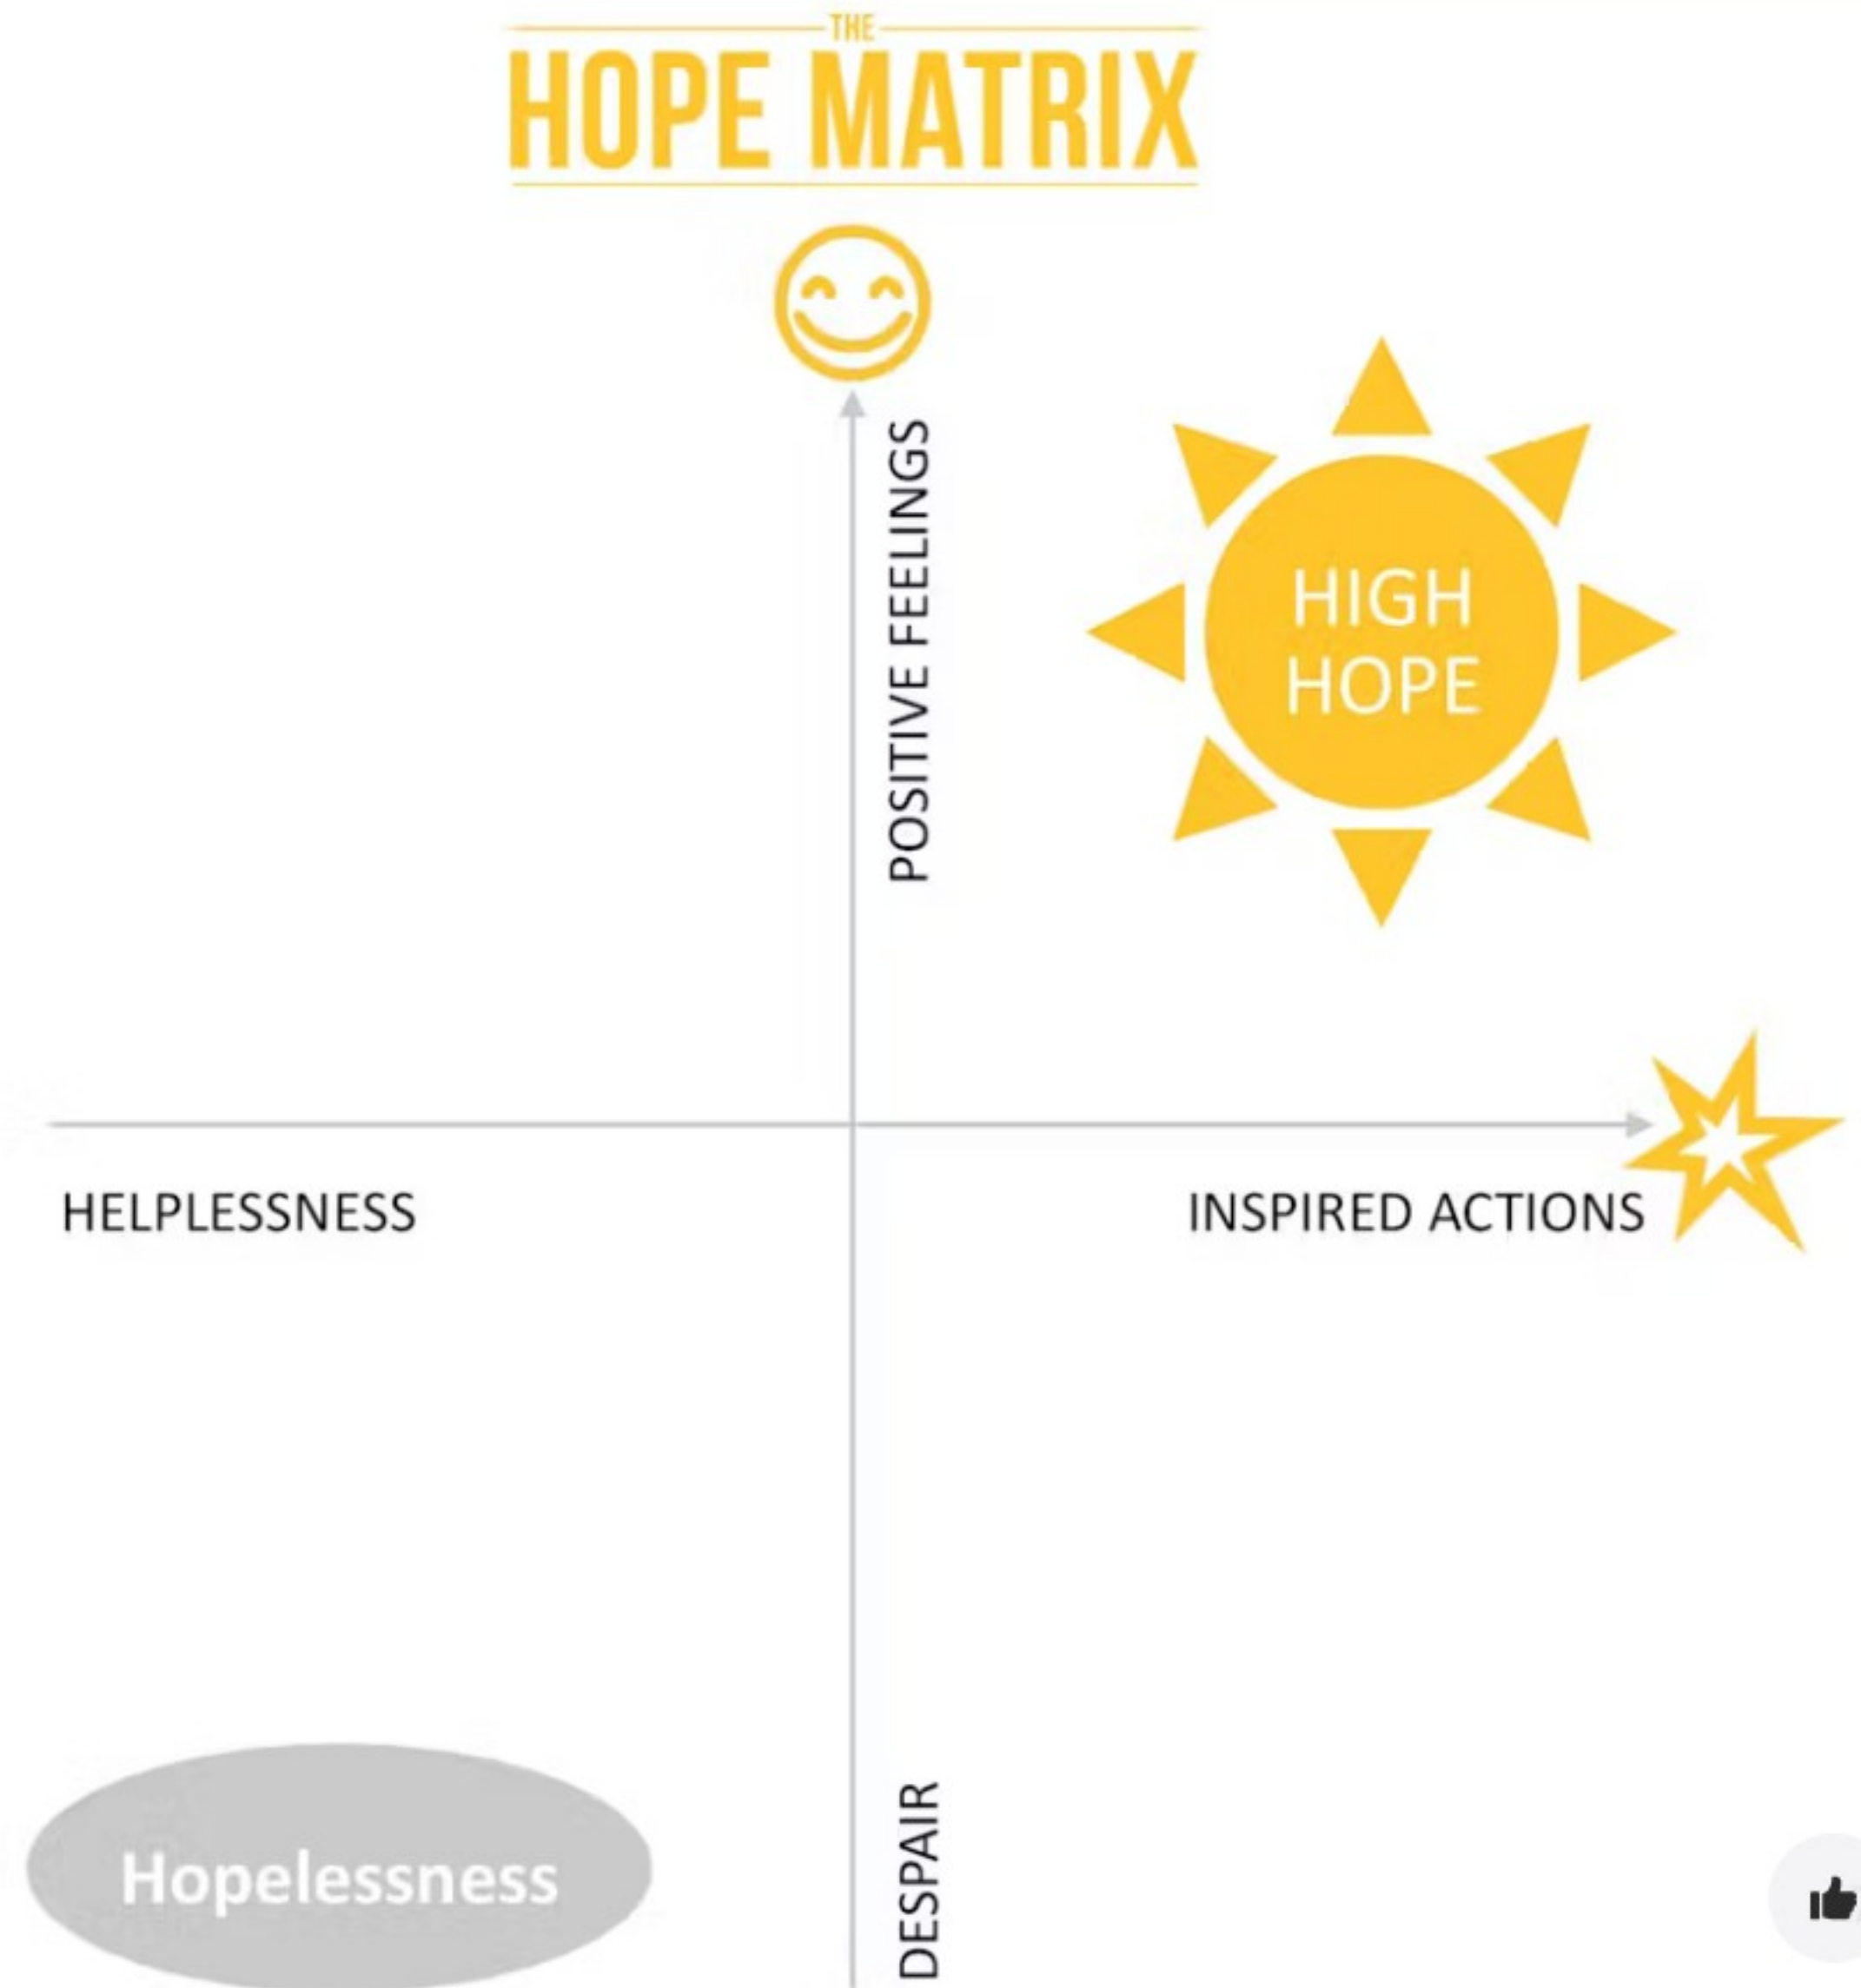 THE
HOPE MATRIX
POSITIVE FEELINGS
HIGH
HOPE
HELPLESSNESS
INSPIRED ACTIONS
DESPAIR
Hopelessness